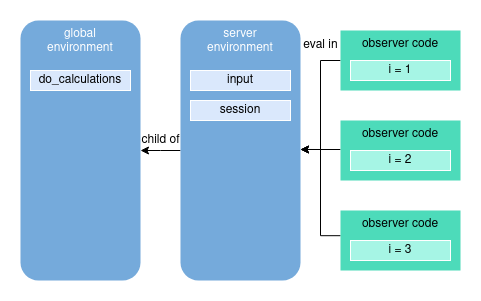 global
environment
do_calculations
child of
server
environment
input
session
eval in
observer code
i = 1
observer code
i = 2
observer code
i = 3